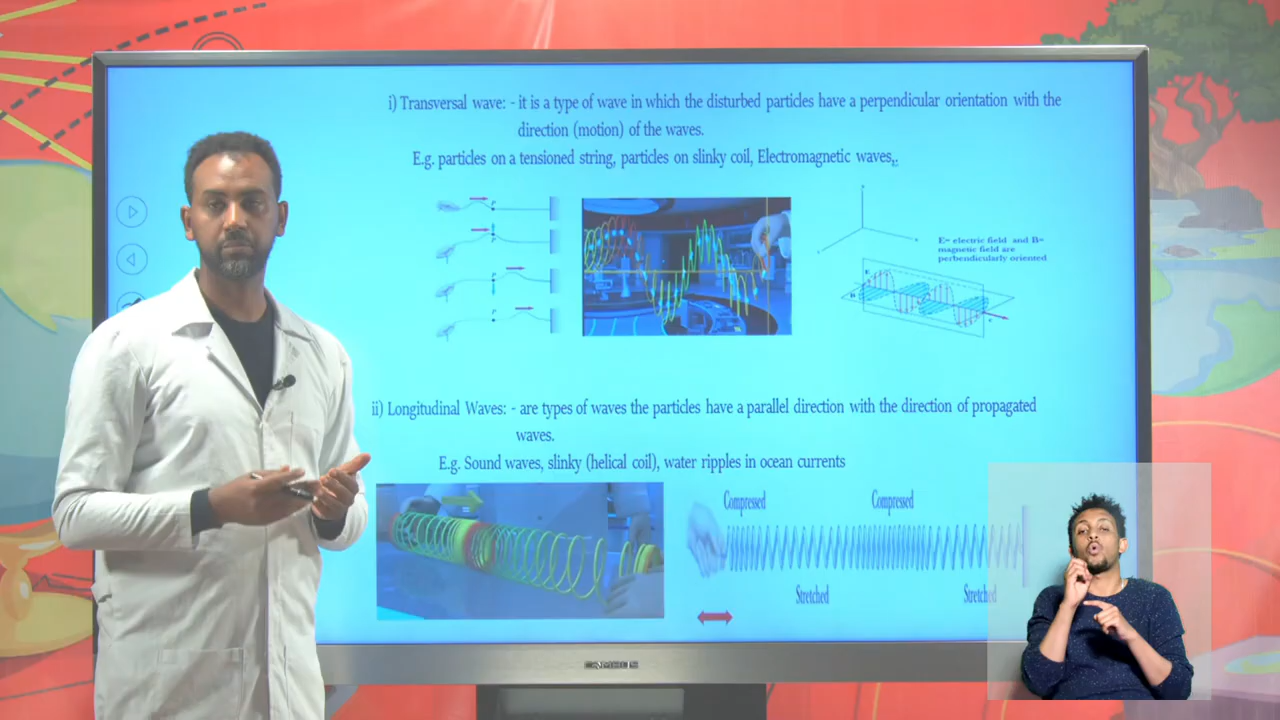 i) Transversal wave: - it is a type of wave in which the disturbed particles have a perpendicular orientation with the
direction (motion) of the waves.
E.g. particles on a tensioned string, particles on slinky coil, Electromagnetic waves,.
E= electric field and B=
magnetic field are
perbendicularly oriented
ii) Longitudinal Waves: - are types of waves the particles have a parallel direction with the direction of propagated
waves.
E.g. Sound waves, slinky (helical coil), water ripples in ocean currents
Compressed
Compressed
Stretched
Stretched